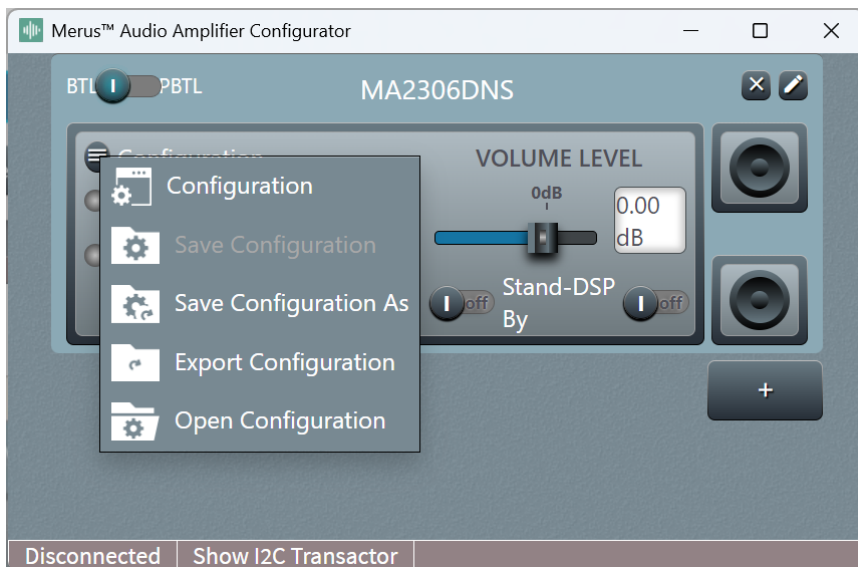 Merus™ Audio Amplifier Configurator
BTL
PBTL
MA2306DNS
Configuration
VOLUME LEVEL
0dB
0.00
dB
Stand-DSP
By
I off
I off
Configuration
Save Configuration
Save Configuration As
Export Configuration
Open Configuration
+
Disconnected
Show I2C Transactor